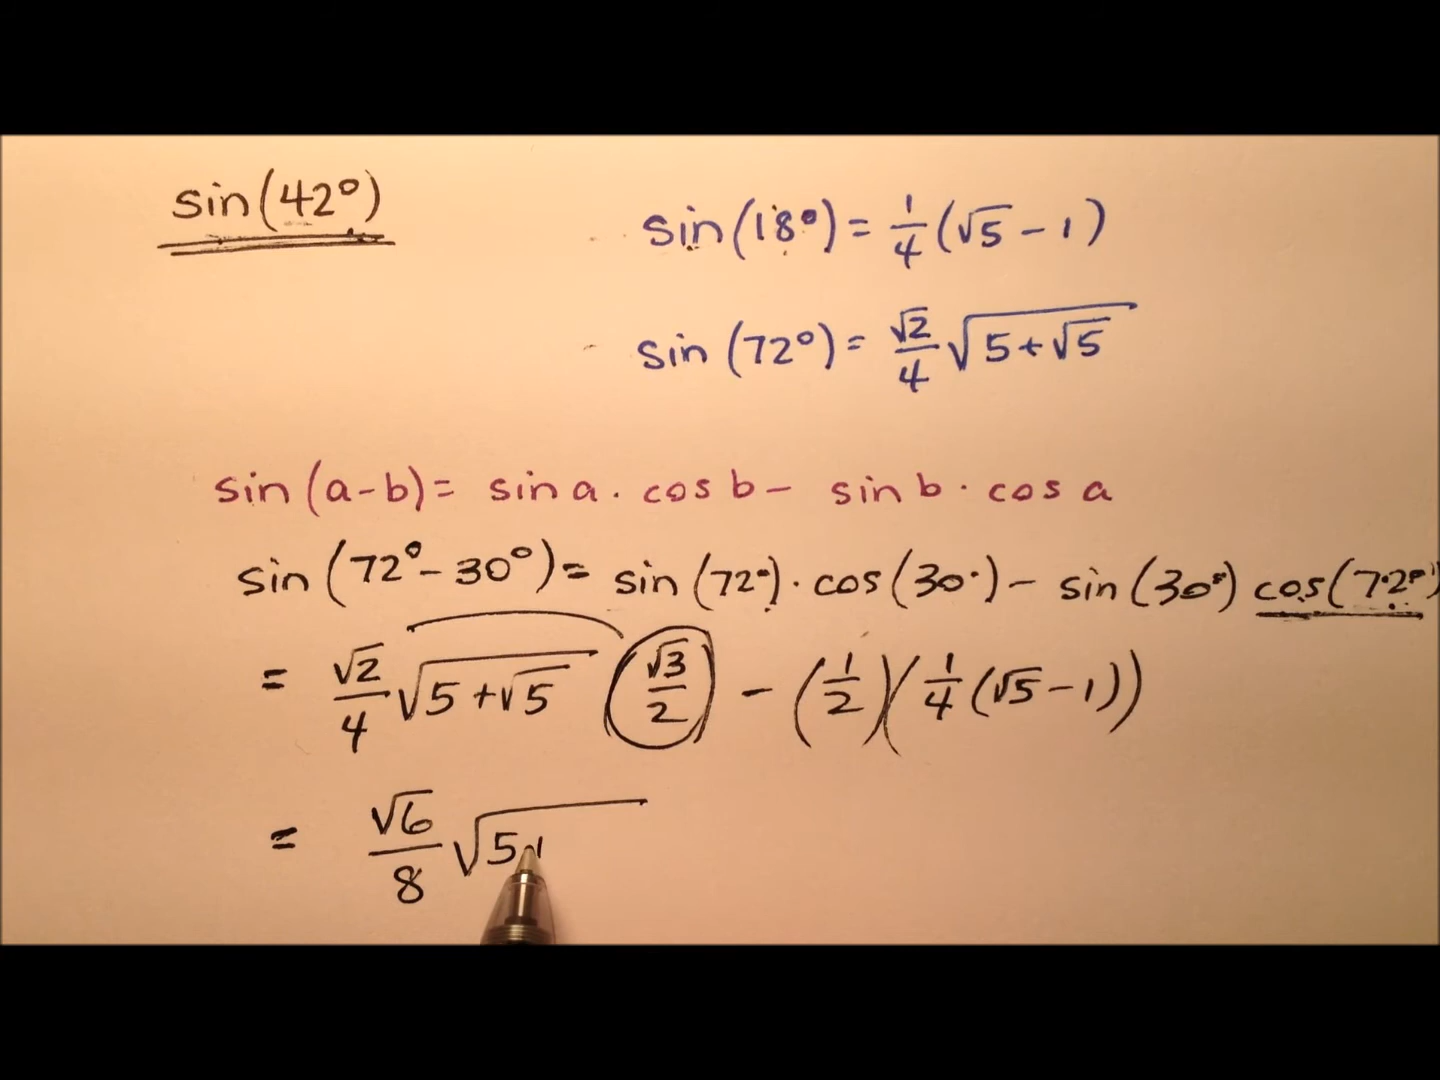 sin(42°)
sin(18°) = 1/4 (√5 - 1)
sin(72°) = √2/4 √(5+√5)
sin(a-b) = sin a · cos b - sin b · cos a
sin(72° - 30°) = sin(72°) · cos(30°) - sin(30°) cos(72°)
= √2/4 √(5+√5) (√3/2) - (1/2)(1/4(√5-1))
= √6/8 √5